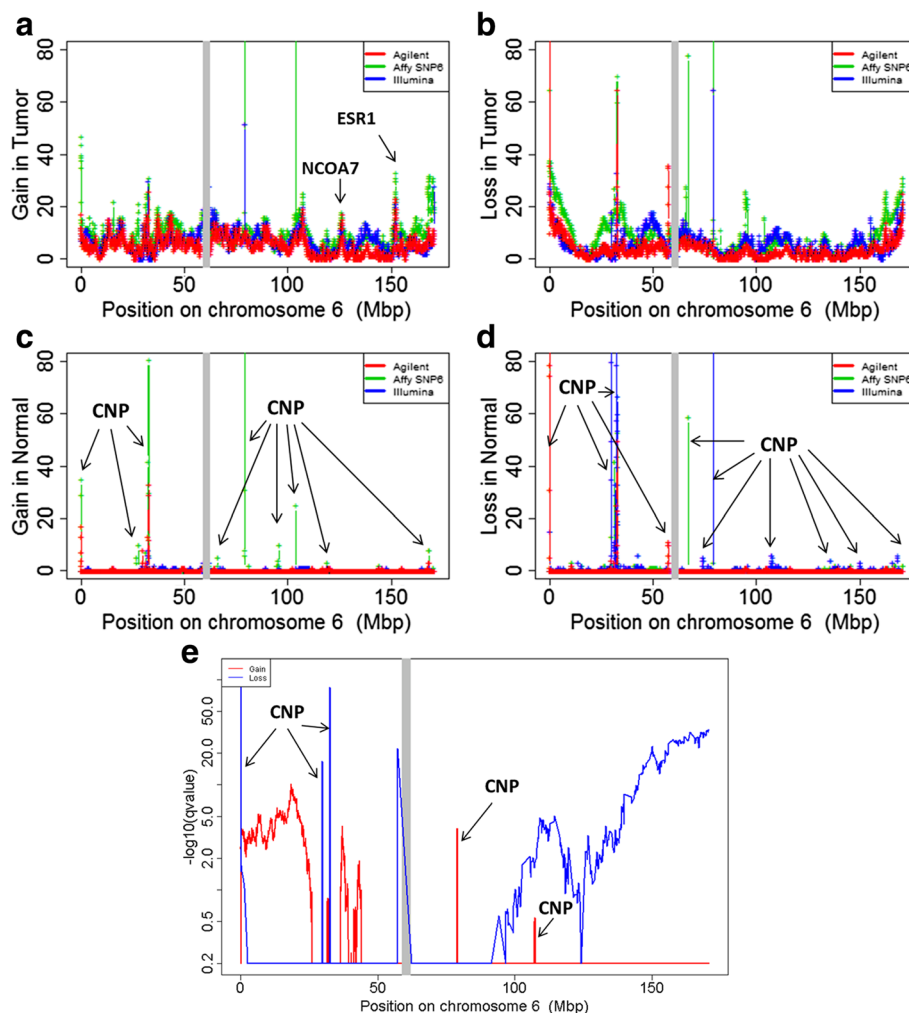 a
80
60
40
20
0
Gain in Tumor
Agilent
Affy SNP6
Illumina
ESR1
NCOA7
0 50 100 150
Position on chromosome 6 (Mbp)
b
80
60
40
20
0
Loss in Tumor
Agilent
Affy SNP6
Illumina
0 50 100 150
Position on chromosome 6 (Mbp)
c
80
60
40
20
0
Gain in Normal
Agilent
Affy SNP6
Illumina
CNP
CNP
0 50 100 150
Position on chromosome 6 (Mbp)
d
80
60
40
20
0
Loss in Normal
Agilent
Affy SNP6
Illumina
CNP
CNP
0 50 100 150
Position on chromosome 6 (Mbp)
e
Gain
Loss
CNP
CNP
CNP
50.0
20.0
5.0
2.0
0.5
0.2
-log10(qvalue)
0 50 100 150
Position on chromosome 6 (Mbp)